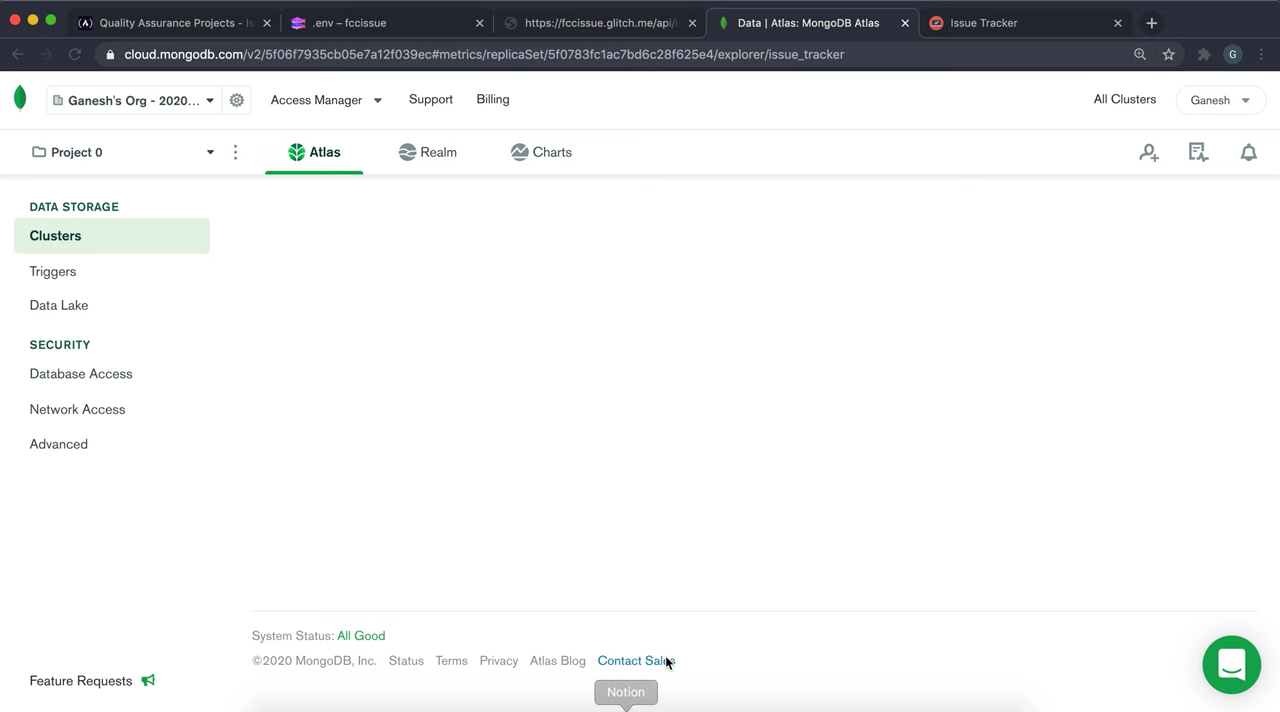 Quality Assurance Projects - Is
.env – fccissue
https://fccissue.glitch.me/api/i
Data | Atlas: MongoDB Atlas
Issue Tracker
cloud.mongodb.com/v2/5f06f7935cb05e7a12f039ec#metrics/replicaSet/5f0783fc1ac7bd6c28f625e4/explorer/issue_tracker
G
Ganesh's Org - 2020...
Access Manager
Support
Billing
All Clusters
Ganesh
Project 0
Atlas
Realm
Charts
DATA STORAGE
Clusters
Triggers
Data Lake
SECURITY
Database Access
Network Access
Advanced
System Status: All Good
©2020 MongoDB, Inc. Status Terms Privacy Atlas Blog Contact Sales
Feature Requests
Notion